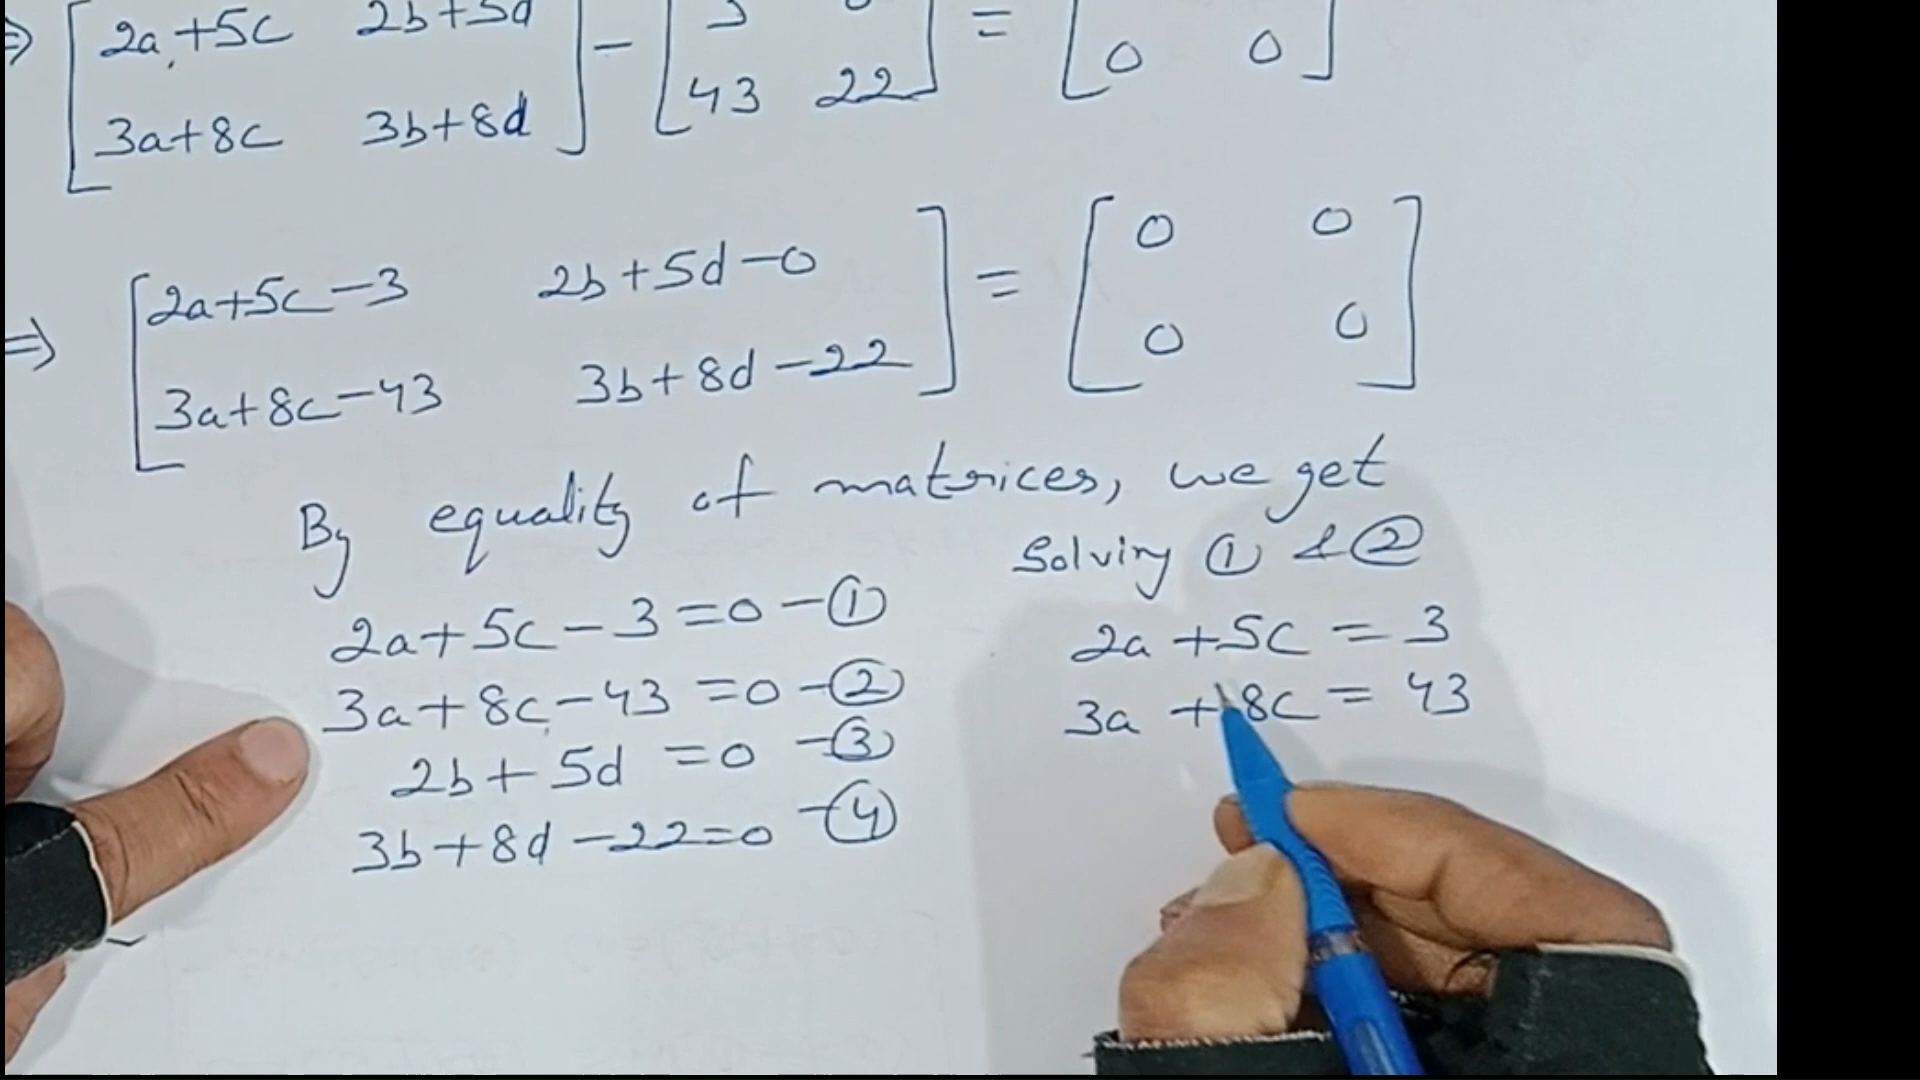 ⇒ [2a+5c 2b+5d] - [3 0] = [
[3a+8c 3b+8d] [43 22] [0 0]
⇒ [2a+5c-3 2b+5d-0] = [0 0]
[3a+8c-43 3b+8d-22] [0 0]
By equality of matrices, we get
2a+5c-3=0 -①
3a+8c-43=0 -②
2b+5d =0 -③
3b+8d-22=0 -④
Solving ① & ②
2a+5c = 3
3a+8c = 43